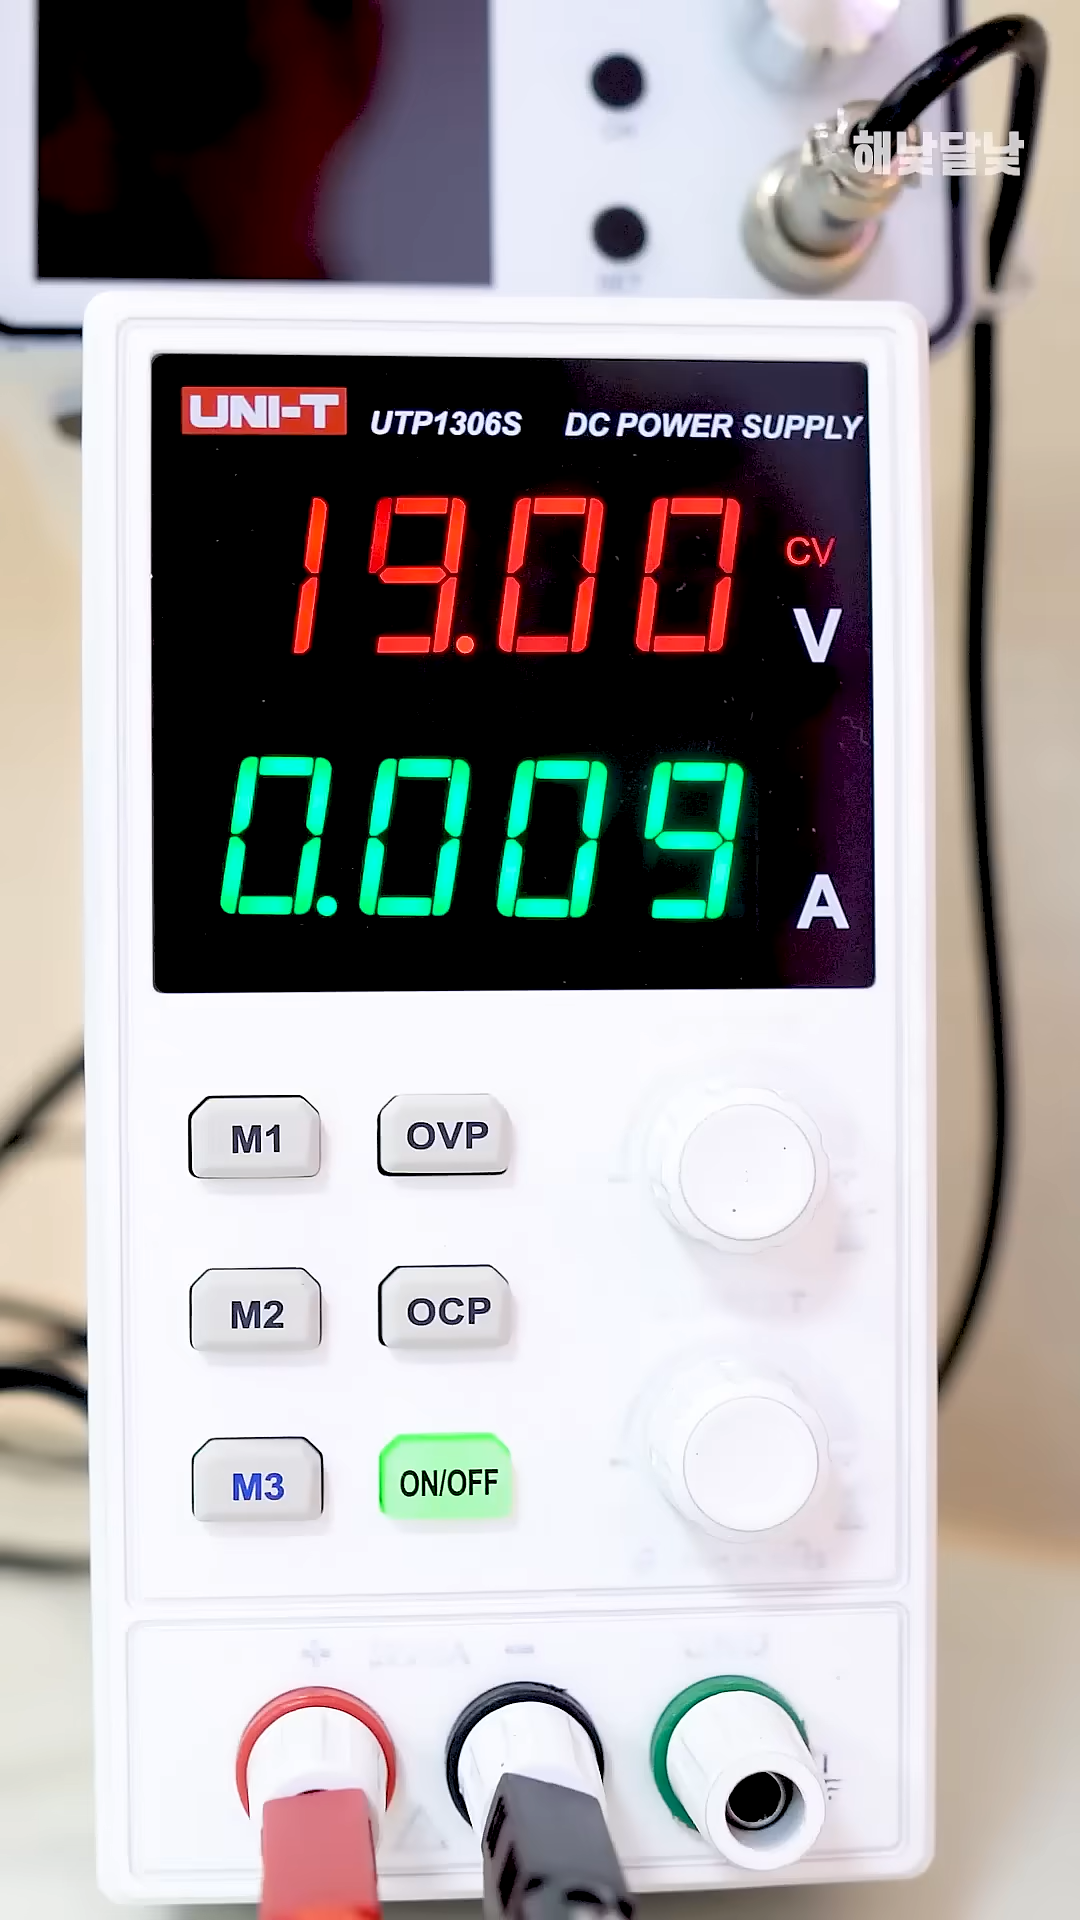 해낮달낮
UNI-T UTP1306S DC POWER SUPPLY
19.00 CV V
0.009 A
M1 OVP
M2 OCP
M3 ON/OFF
+ -